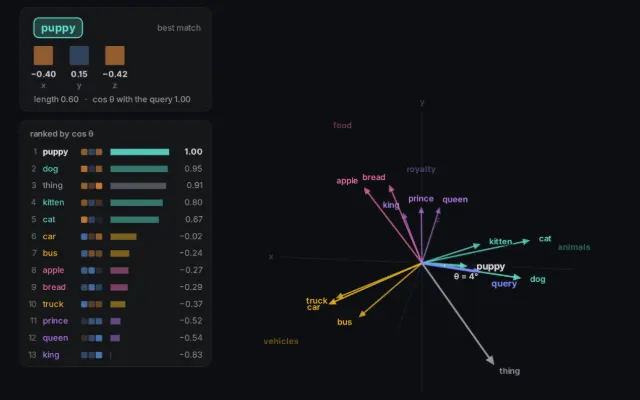 puppy best match
−0.40 0.15 −0.42
x y z
length 0.60 · cos θ with the query 1.00
ranked by cos θ
1 puppy 1.00
2 dog 0.95
3 thing 0.91
4 kitten 0.80
5 cat 0.67
6 car −0.02
7 bus −0.24
8 apple −0.27
9 bread −0.29
10 truck −0.37
11 prince −0.52
12 queen −0.54
13 king −0.83
y
food
royalty
apple bread
king prince queen
z
kitten cat
animals
x
puppy
θ = 4°
query dog
truck
car
bus
vehicles
thing